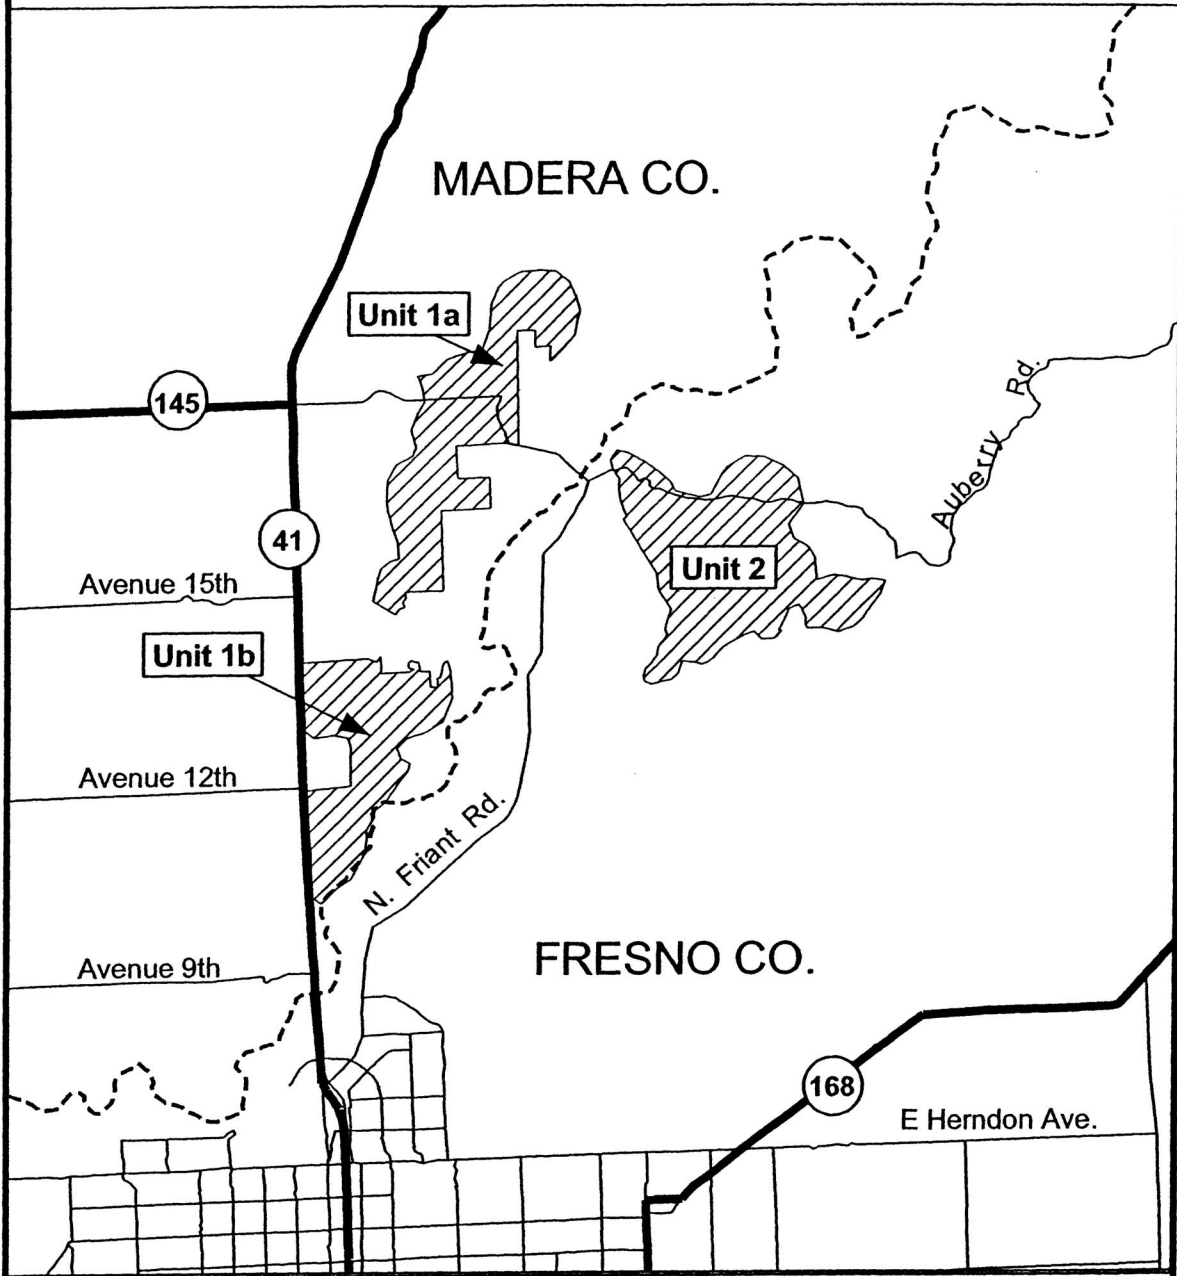 MADERA CO.
Unit 1a
145
Auberry Rd.
41
Unit 2
Avenue 15th
Unit 1b
Avenue 12th
N. Friant Rd.
FRESNO CO.
Avenue 9th
168
E Herndon Ave.